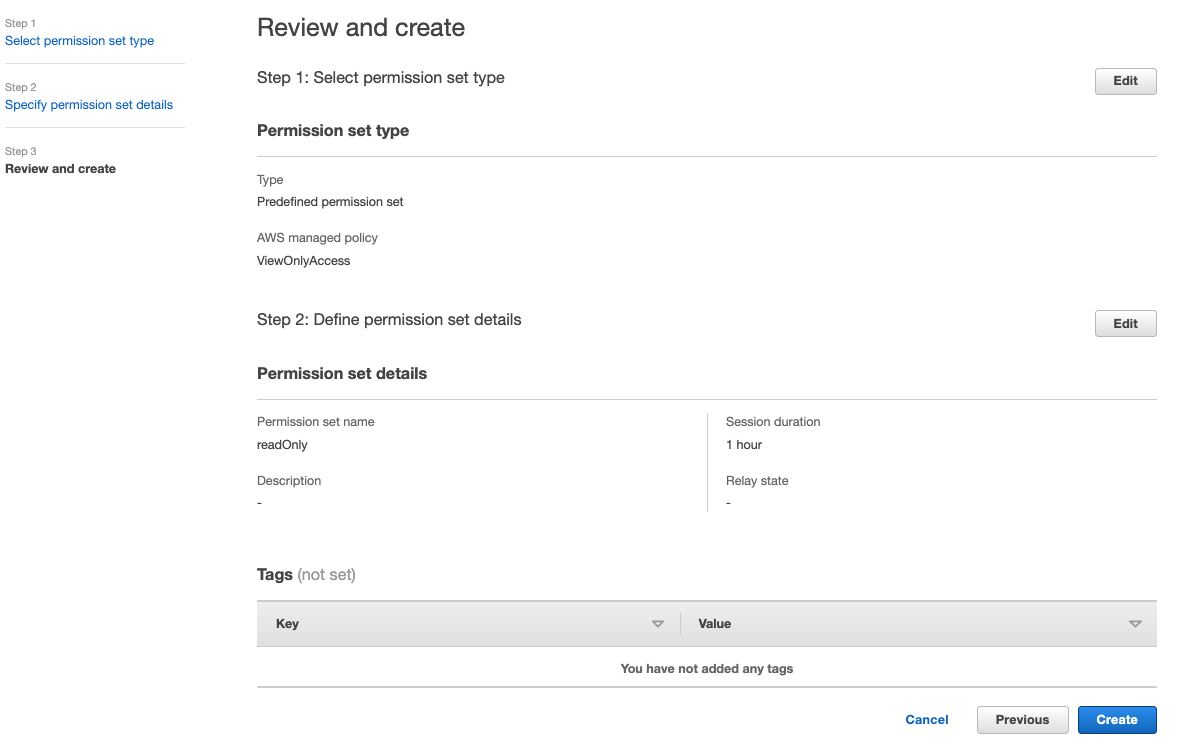 Step 1
Select permission set type
Step 2
Specify permission set details
Step 3
Review and create
Review and create
Step 1: Select permission set type
Edit
Permission set type
Type
Predefined permission set
AWS managed policy
ViewOnlyAccess
Step 2: Define permission set details
Edit
Permission set details
Permission set name
readOnly
Description
-
Session duration
1 hour
Relay state
-
Tags (not set)
Key Value
You have not added any tags
Cancel Previous Create